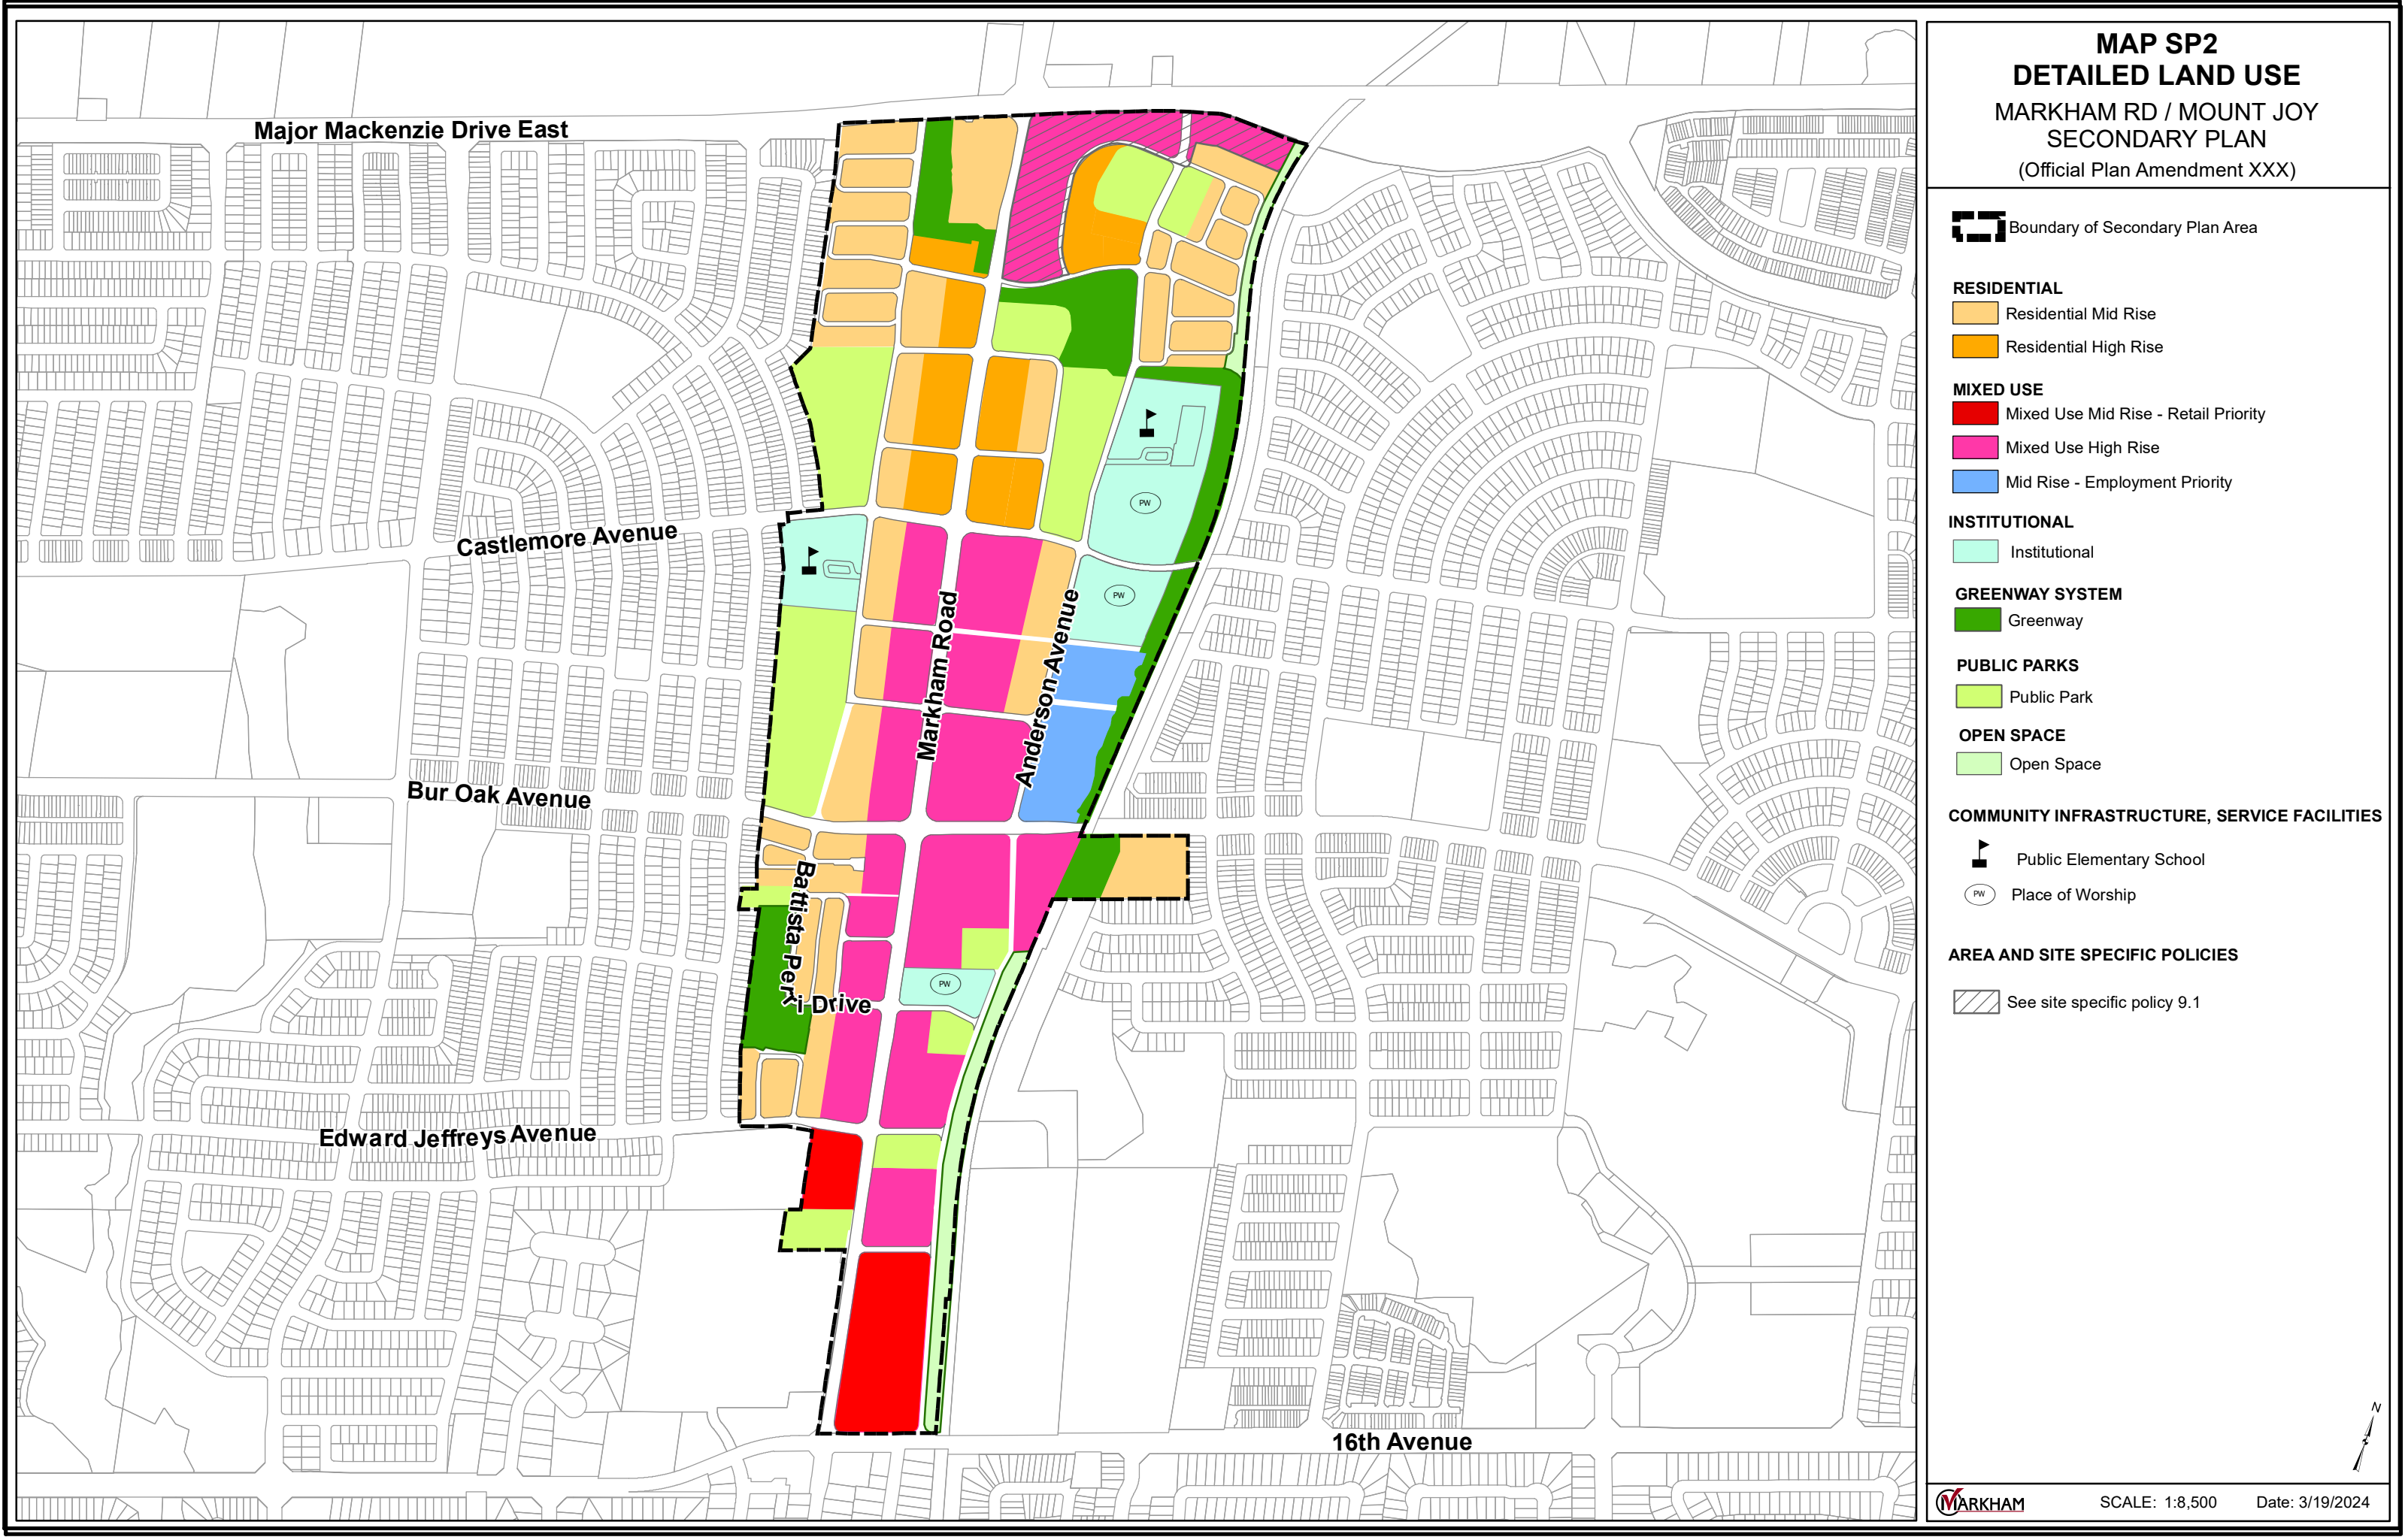 MAP SP2
DETAILED LAND USE
MARKHAM RD / MOUNT JOY
SECONDARY PLAN
(Official Plan Amendment XXX)
Boundary of Secondary Plan Area
RESIDENTIAL
Residential Mid Rise
Residential High Rise
MIXED USE
Mixed Use Mid Rise - Retail Priority
Mixed Use High Rise
Mid Rise - Employment Priority
INSTITUTIONAL
Institutional
GREENWAY SYSTEM
Greenway
PUBLIC PARKS
Public Park
OPEN SPACE
Open Space
COMMUNITY INFRASTRUCTURE, SERVICE FACILITIES
Public Elementary School
PW
Place of Worship
AREA AND SITE SPECIFIC POLICIES
See site specific policy 9.1
N
MARKHAM
SCALE: 1:8,500
Date: 3/19/2024
Major Mackenzie Drive East
PW
Castlemore Avenue
PW
Markham Road
Anderson Avenue
Bur Oak Avenue
Battista Perri Drive
PW
Edward Jeffreys Avenue
16th Avenue